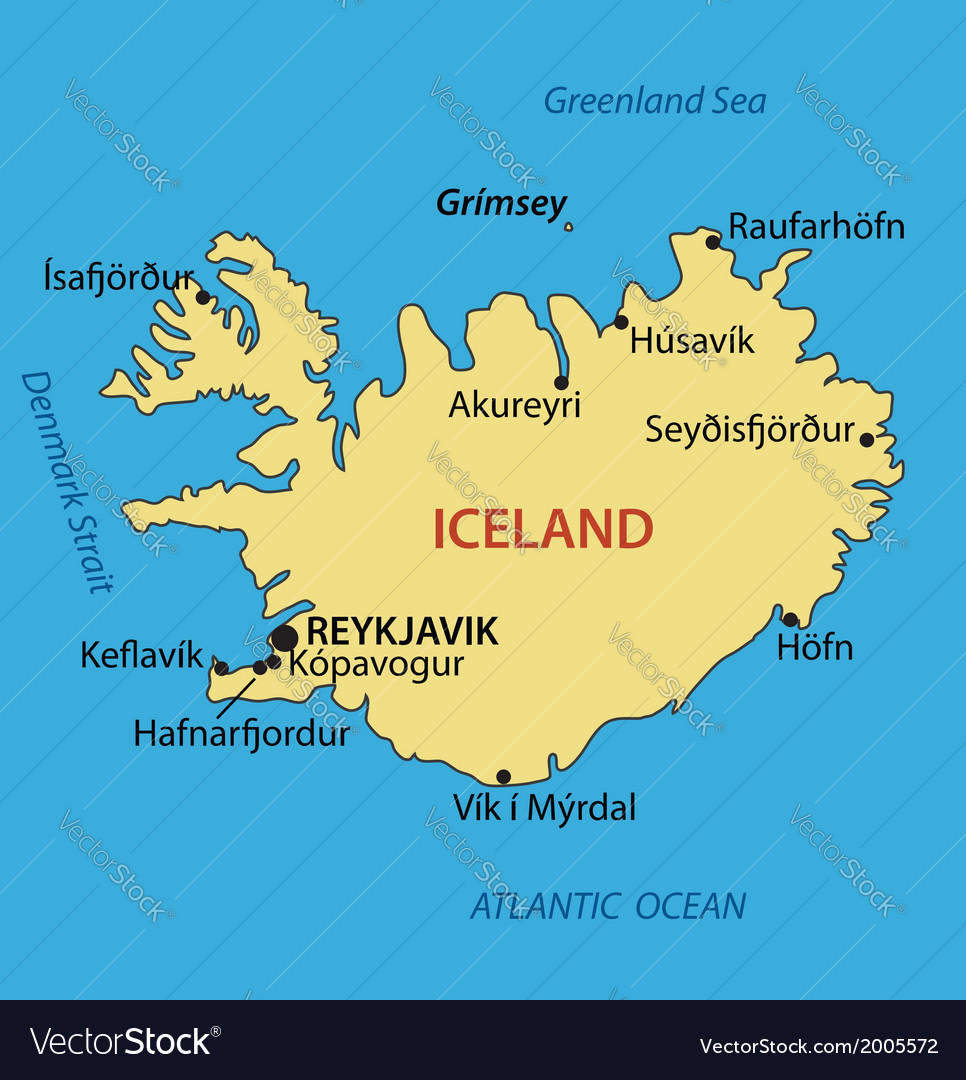 Greenland Sea
Grímsey
Raufarhöfn
Ísafjörður
Húsavík
Denmark Strait
Akureyri
Seyðisfjörður
ICELAND
REYKJAVIK
Keflavík
Kópavogur
Höfn
Hafnarfjordur
Vík í Mýrdal
ATLANTIC OCEAN
VectorStock®
VectorStock.com/2005572